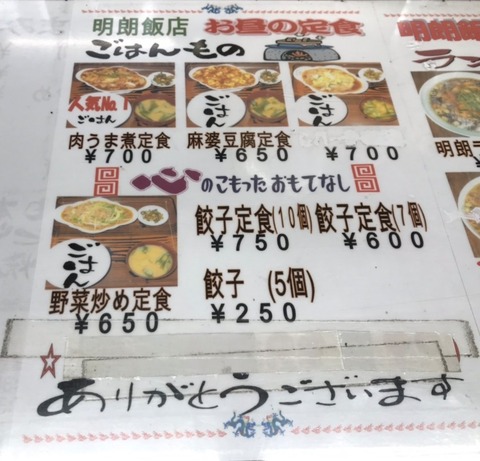 明朗飯店 お昼の定食
ごはんもの
人気No.1
ごはん
ごはん
ごはん
肉うま煮定食 麻婆豆腐定食
¥700 ¥650 ¥700
心のこもったおもてなし
ごはん
餃子定食(10個) 餃子定食(7個)
¥750 ¥600
野菜炒め定食 餃子 (5個)
¥650 ¥250
ありがとうございます
明朗